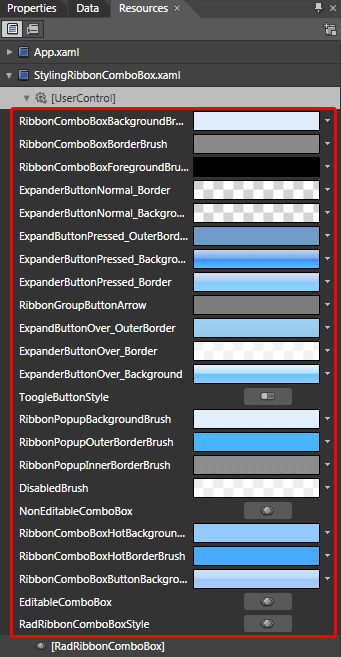 Properties Data Resources
App.xaml
StylingRibbonComboBox.xaml
[UserControl]
RibbonComboBoxBackgroundBr...
RibbonComboBoxBorderBrush
RibbonComboBoxForegroundBru...
ExpanderButtonNormal_Border
ExpanderButtonNormal_Backgro...
ExpandButtonPressed_OuterBord...
ExpanderButtonPressed_Backgro...
ExpanderButtonPressed_Border
RibbonGroupButtonArrow
ExpandButtonOver_OuterBorder
ExpanderButtonOver_Border
ExpanderButtonOver_Background
ToogleButtonStyle
RibbonPopupBackgroundBrush
RibbonPopupOuterBorderBrush
RibbonPopupInnerBorderBrush
DisabledBrush
NonEditableComboBox
RibbonComboBoxHotBackgroun...
RibbonComboBoxHotBorderBrush
RibbonComboBoxButtonBackgro...
EditableComboBox
RadRibbonComboBoxStyle
[RadRibbonComboBox]